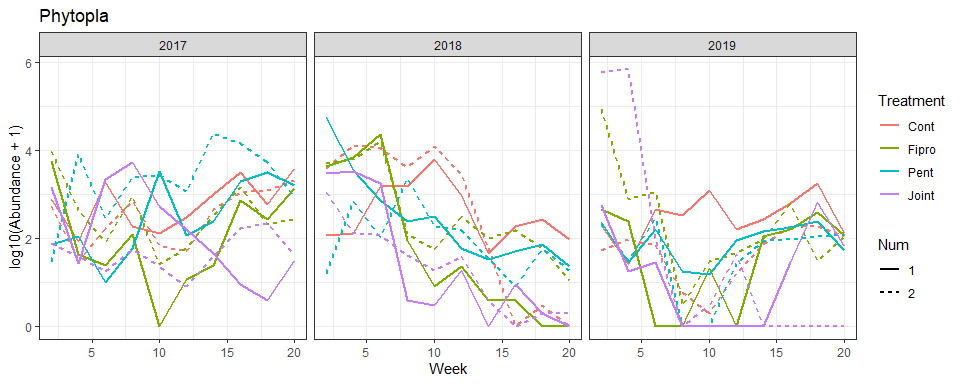 Phytopla
2017 2018 2019
log10(Abundance + 1)
6
4
2
0
5 10 15 20 5 10 15 20 5 10 15 20
Week
Treatment
Cont
Fipro
Pent
Joint
Num
1
2